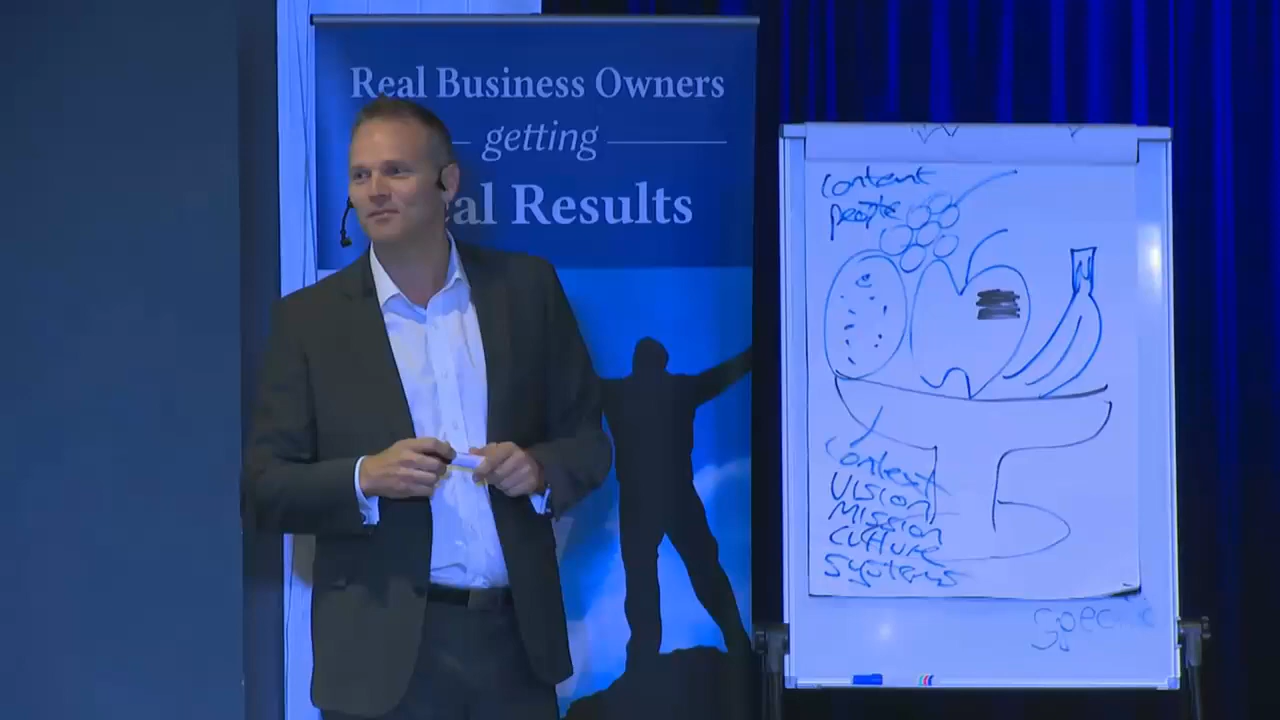 Real Business Owners
getting
al Results
content
people
context
Vision
Mission
Culture
Systems